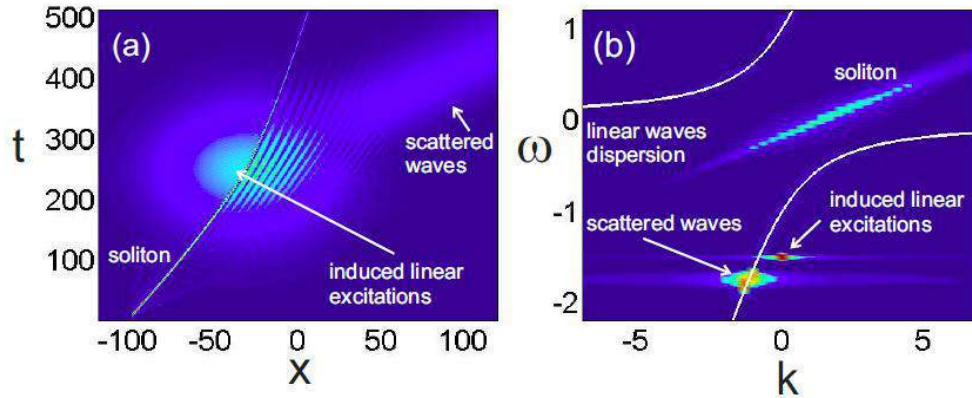 (a)
500
400
300
200
100
t
soliton
scattered
waves
induced linear
excitations
-100 -50 0 50 100
x
(b)
1
0
-1
-2
ω
soliton
linear waves
dispersion
induced linear
excitations
scattered waves
-5 0 5
k